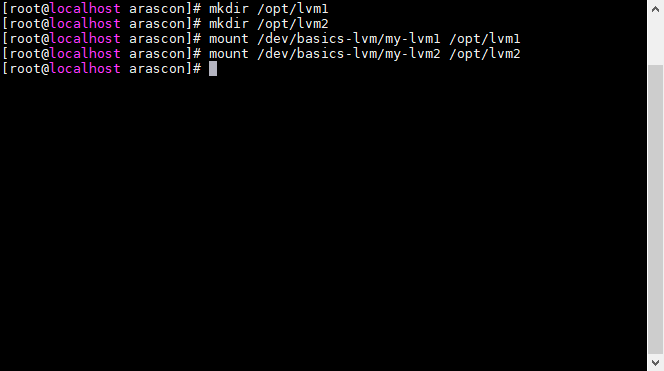 [root@localhost arascon]# mkdir /opt/lvm1
[root@localhost arascon]# mkdir /opt/lvm2
[root@localhost arascon]# mount /dev/basics-lvm/my-lvm1 /opt/lvm1
[root@localhost arascon]# mount /dev/basics-lvm/my-lvm2 /opt/lvm2
[root@localhost arascon]#